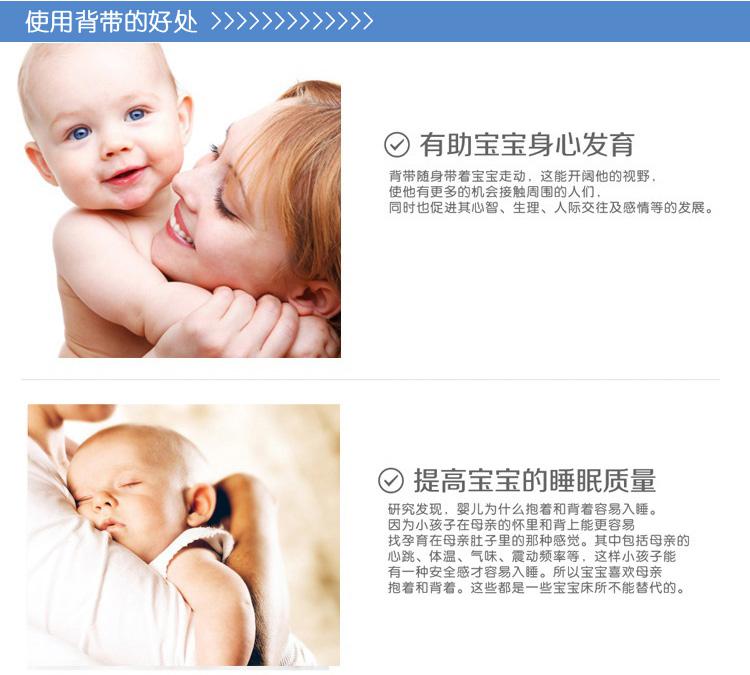 使用背带的好处
有助宝宝身心发育
背带随身带着宝宝走动，这能开阔他的视野，
使他有更多的机会接触周围的人们，
同时也促进其心智、生理、人际交往及感情等的发展。
提高宝宝的睡眠质量
研究发现，婴儿为什么抱着和背着容易入睡。
因为小孩子在母亲的怀里和背上能更容易
找孕育在母亲肚子里的那种感觉。其中包括母亲的
心跳、体温、气味、震动频率等，这样小孩子能
有一种安全感才容易入睡。所以宝宝喜欢母亲
抱着和背着。这些都是一些宝宝床所不能替代的。